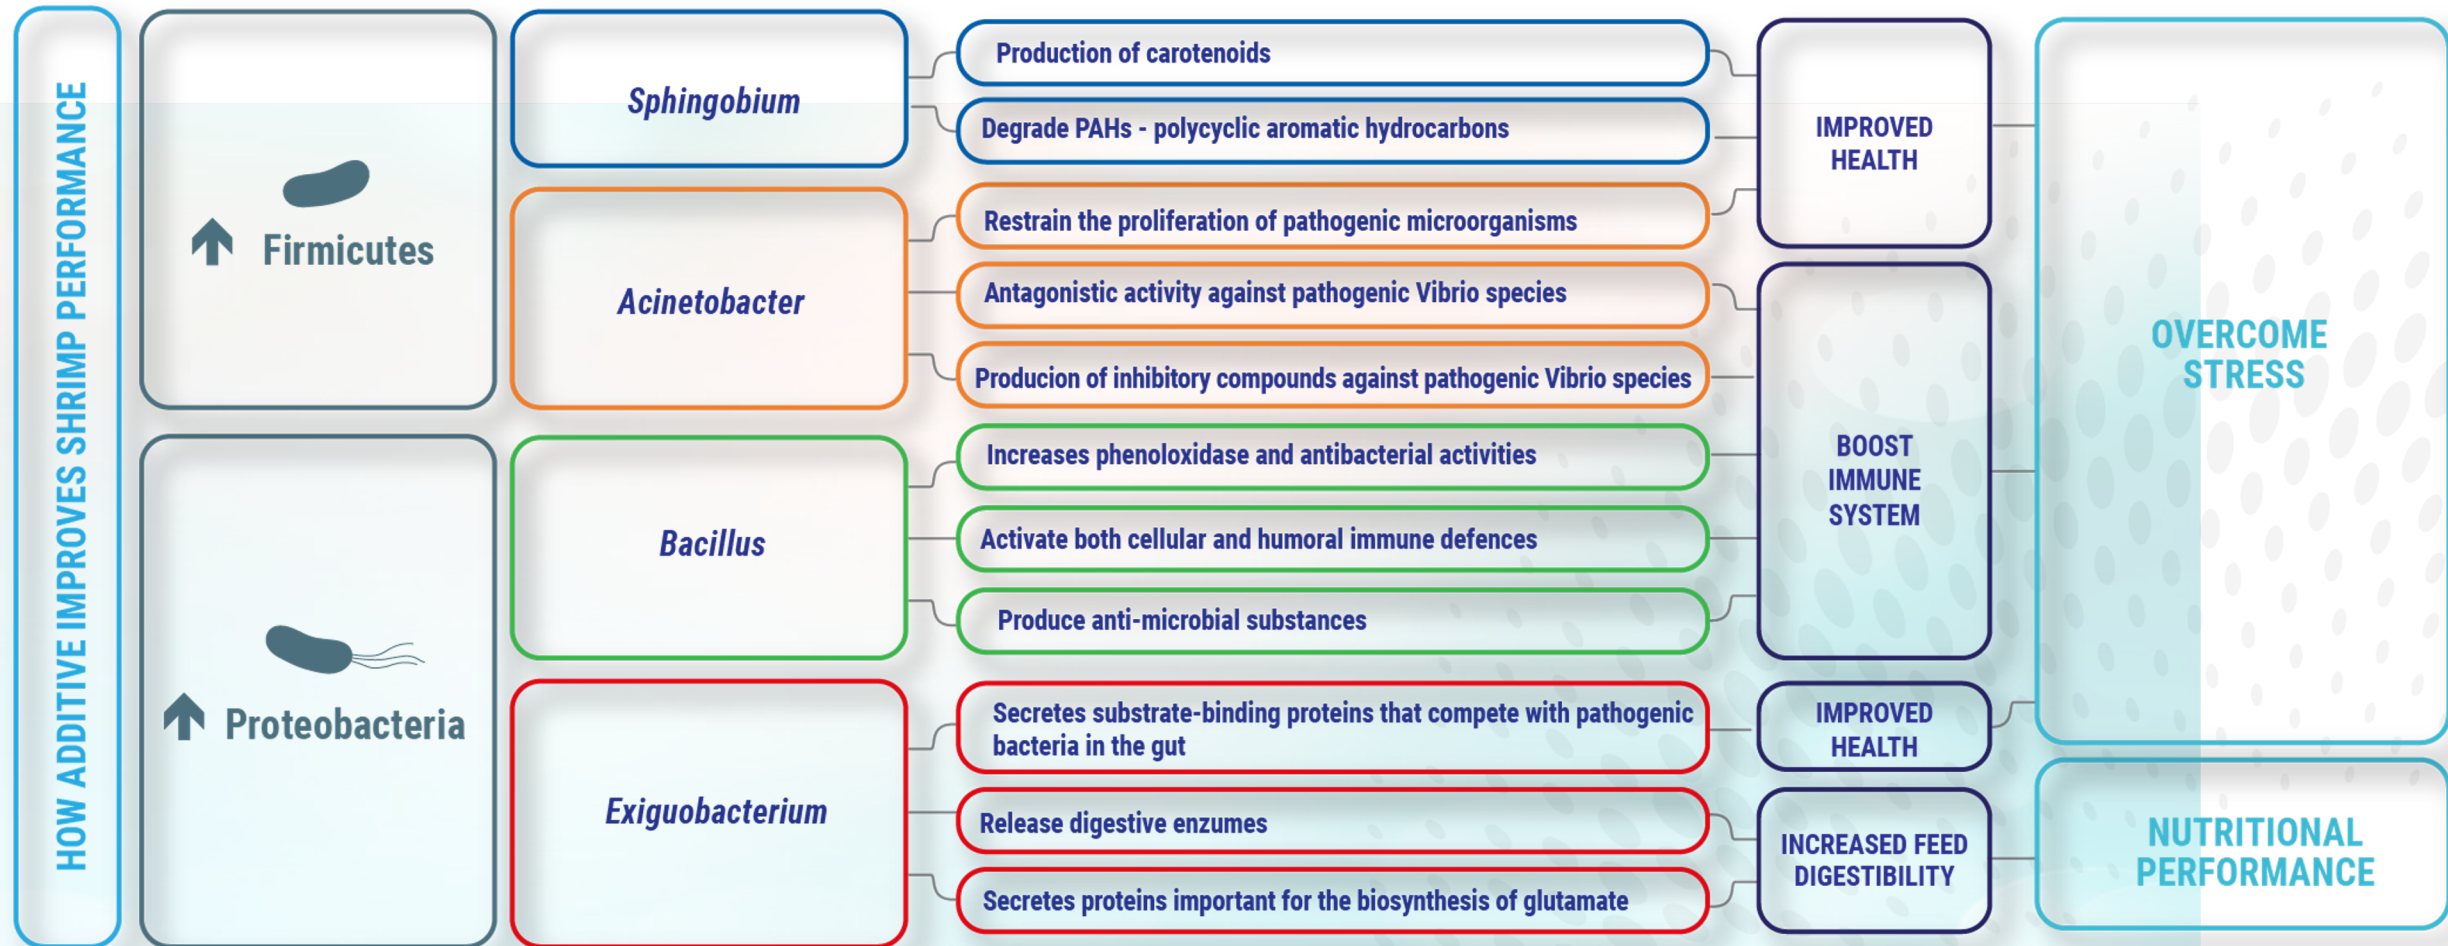 HOW ADDITIVE IMPROVES SHRIMP PERFORMANCE
Firmicutes
Proteobacteria
Sphingobium
Acinetobacter
Bacillus
Exiguobacterium
Production of carotenoids
Degrade PAHs - polycyclic aromatic hydrocarbons
Restrain the proliferation of pathogenic microorganisms
Antagonistic activity against pathogenic Vibrio species
Producion of inhibitory compounds against pathogenic Vibrio species
Increases phenoloxidase and antibacterial activities
Activate both cellular and humoral immune defences
Produce anti-microbial substances
Secretes substrate-binding proteins that compete with pathogenic
bacteria in the gut
Release digestive enzumes
Secretes proteins important for the biosynthesis of glutamate
IMPROVED
HEALTH
BOOST
IMMUNE
SYSTEM
IMPROVED
HEALTH
INCREASED FEED
DIGESTIBILITY
OVERCOME
STRESS
NUTRITIONAL
PERFORMANCE